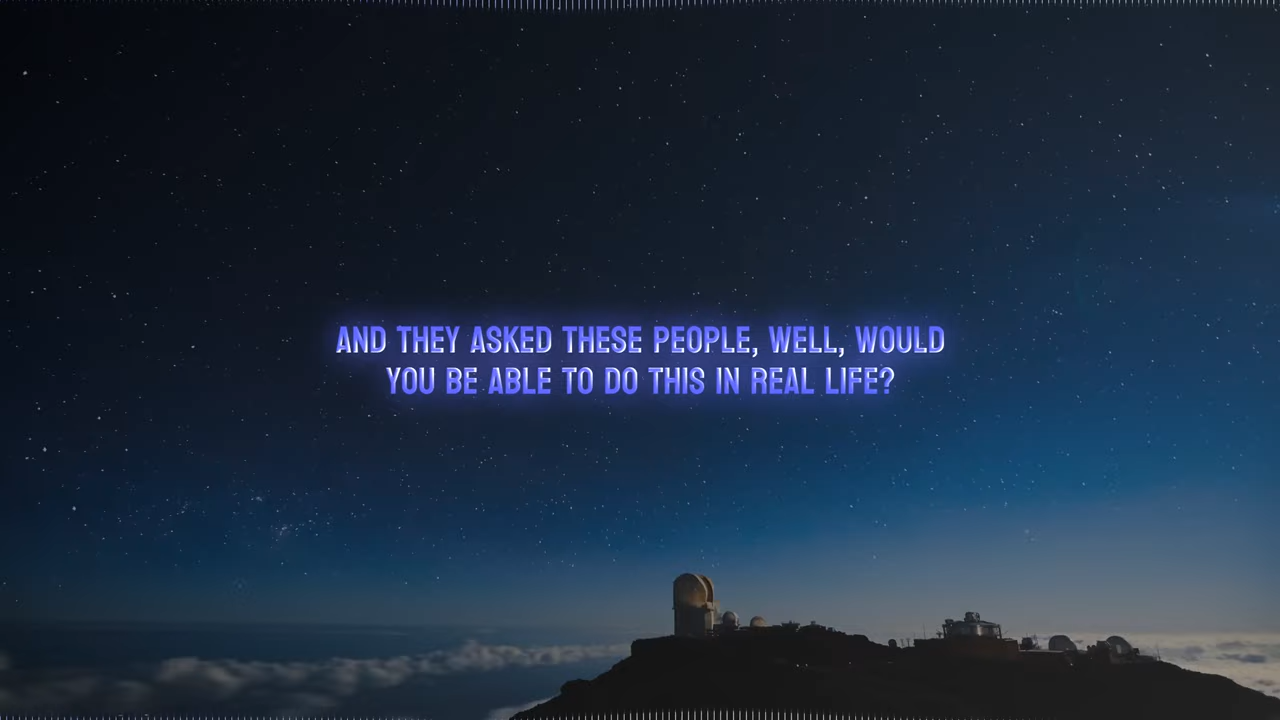 AND THEY ASKED THESE PEOPLE, WELL, WOULD
YOU BE ABLE TO DO THIS IN REAL LIFE?